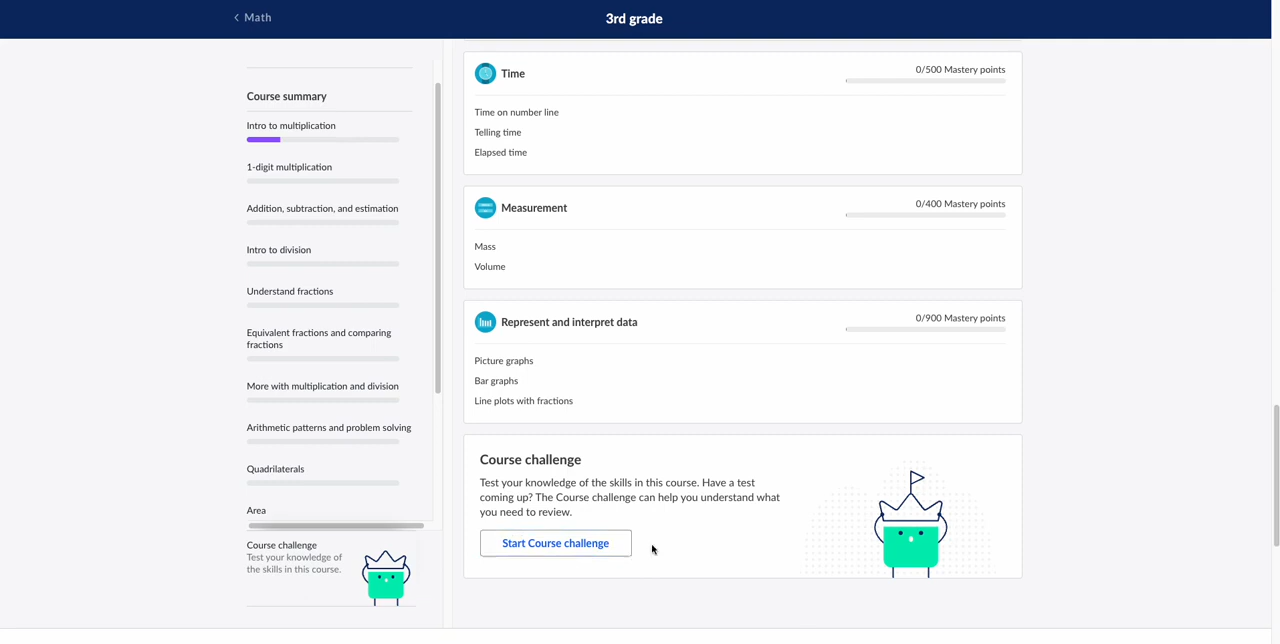 Math
3rd grade
Course summary
Intro to multiplication
1-digit multiplication
Addition, subtraction, and estimation
Intro to division
Understand fractions
Equivalent fractions and comparing
fractions
More with multiplication and division
Arithmetic patterns and problem solving
Quadrilaterals
Area
Course challenge
Test your knowledge of
the skills in this course.
Time
0/500 Mastery points
Time on number line
Telling time
Elapsed time
Measurement
0/400 Mastery points
Mass
Volume
Represent and interpret data
0/900 Mastery points
Picture graphs
Bar graphs
Line plots with fractions
Course challenge
Test your knowledge of the skills in this course. Have a test
coming up? The Course challenge can help you understand what
you need to review.
Start Course challenge